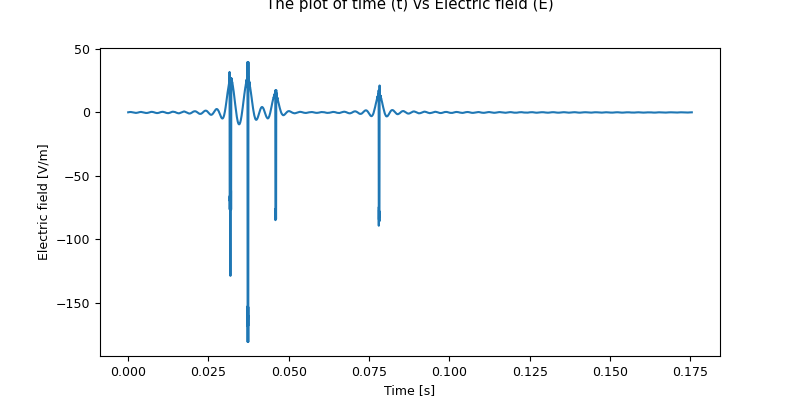 The plot of time (t) vs Electric field (E)
50
0
−50
−100
−150
Electric field [V/m]
0.000 0.025 0.050 0.075 0.100 0.125 0.150 0.175
Time [s]